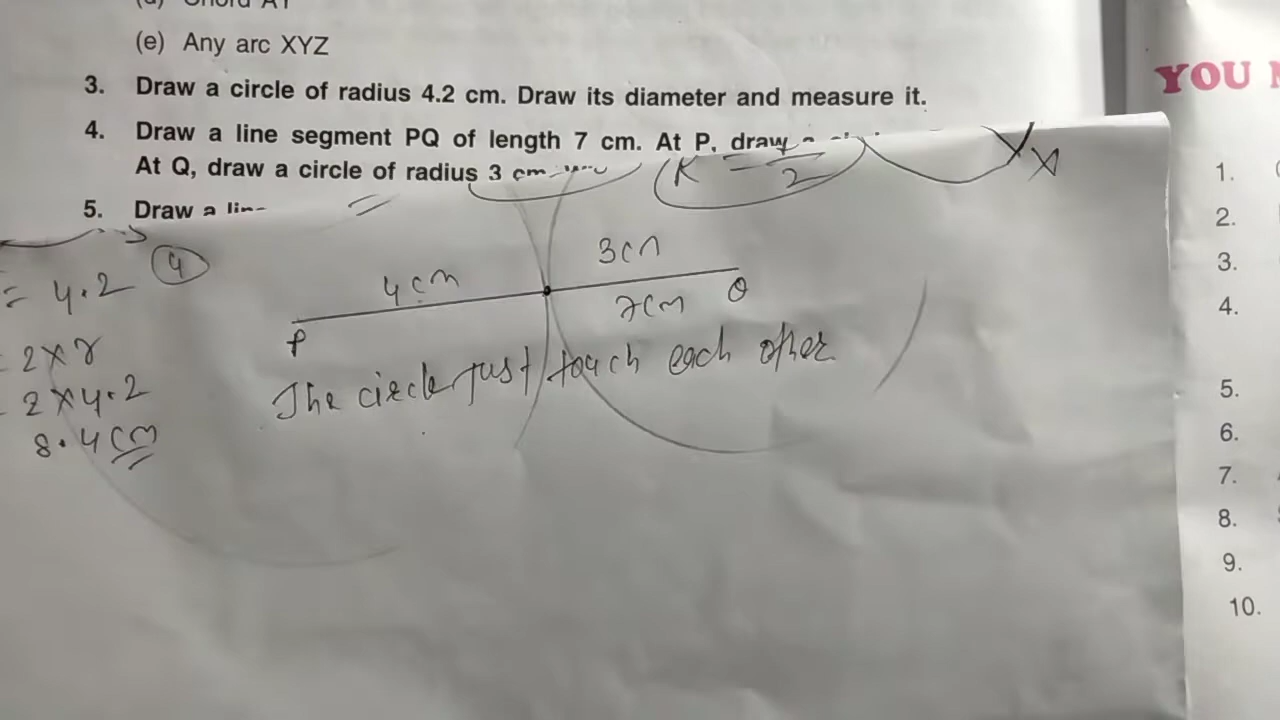 (e) Any arc XYZ
3. Draw a circle of radius 4.2 cm. Draw its diameter and measure it.
4. Draw a line segment PQ of length 7 cm. At P, draw
At Q, draw a circle of radius 3 cm
5. Draw a line
= 4.2
4
4cm
3cm
7cm
P
Q
2×r
2×4.2
8.4cm
The circle just touch each other
YOU
1.
2.
3.
4.
5.
6.
7.
8.
9.
10.